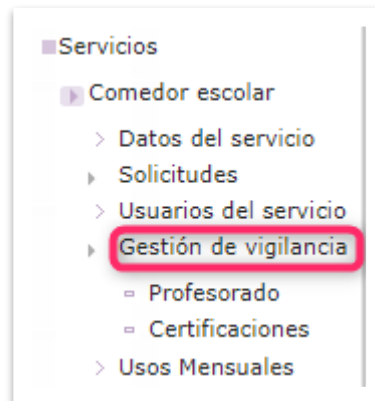 Servicios
Comedor escolar
Datos del servicio
Solicitudes
Usuarios del servicio
Gestión de vigilancia
Profesorado
Certificaciones
Usos Mensuales